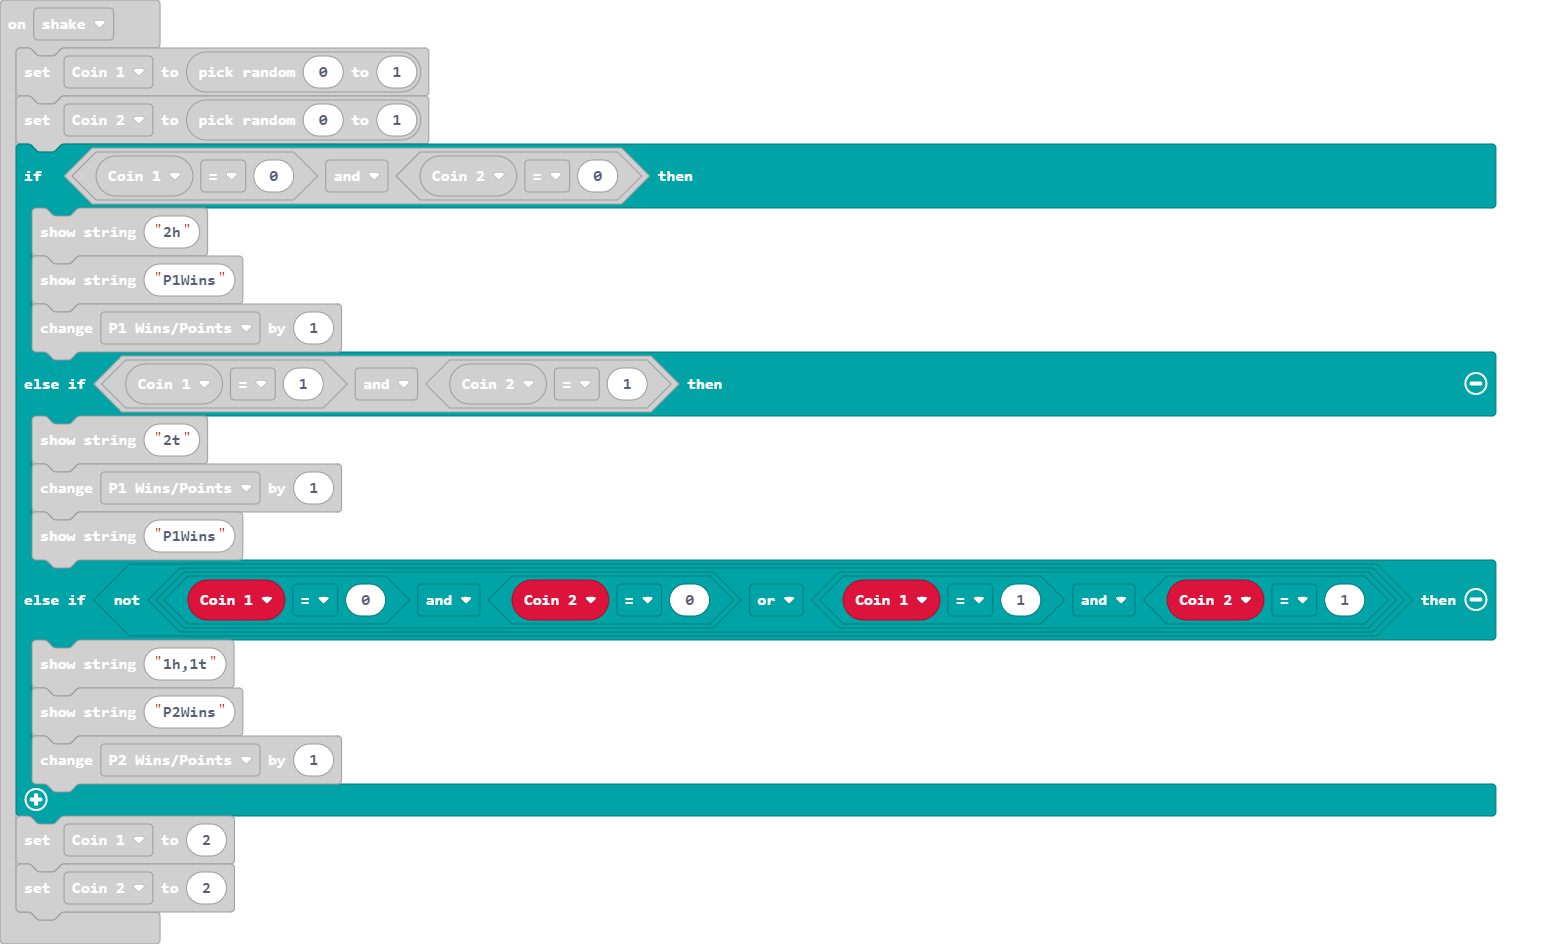 on shake
set Coin 1 to pick random 0 to 1
set Coin 2 to pick random 0 to 1
if Coin 1 = 0 and Coin 2 = 0 then
show string "2h"
show string "P1Wins"
change P1 Wins/Points by 1
else if Coin 1 = 1 and Coin 2 = 1 then
show string "2t"
change P1 Wins/Points by 1
show string "P1Wins"
else if not Coin 1 = 0 and Coin 2 = 0 or Coin 1 = 1 and Coin 2 = 1 then
show string "1h,1t"
show string "P2Wins"
change P2 Wins/Points by 1
set Coin 1 to 2
set Coin 2 to 2